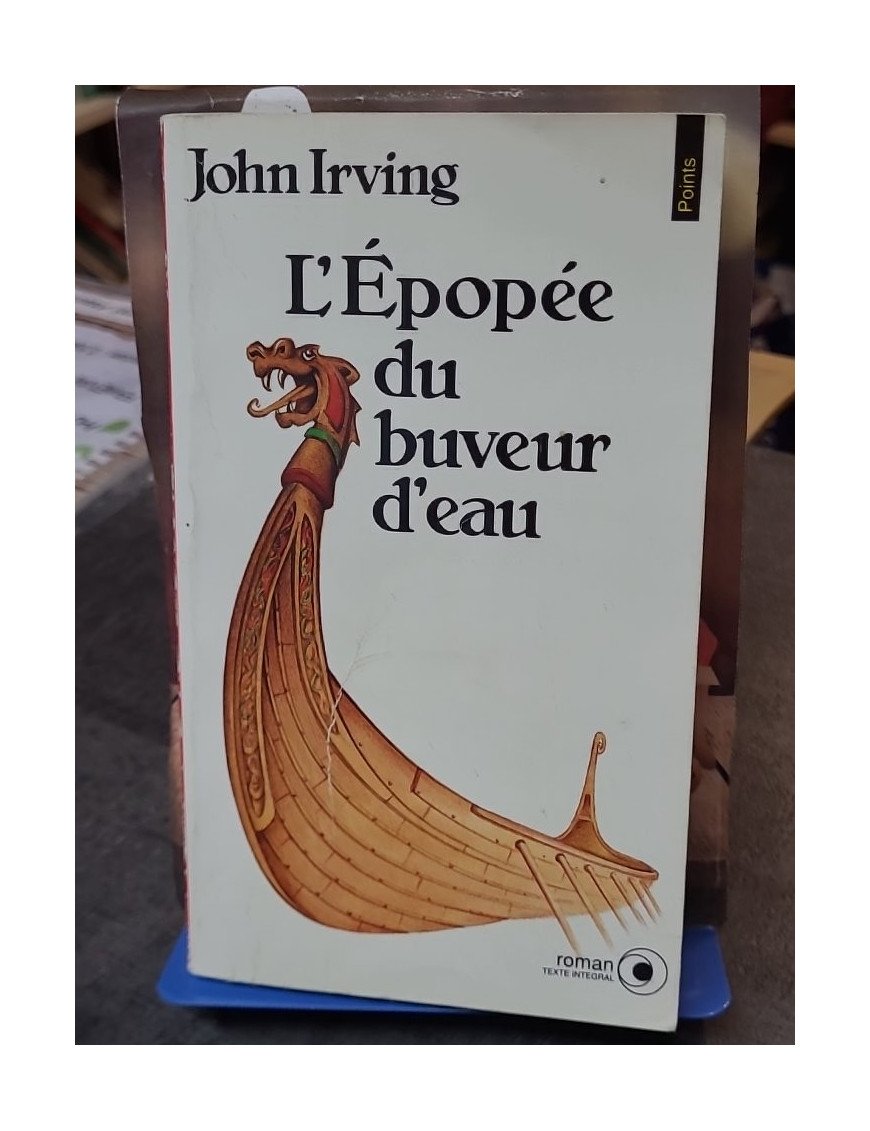 John Irving
Points
L'Épopée
du
buveur
d'eau
roman
TEXTE INTEGRAL